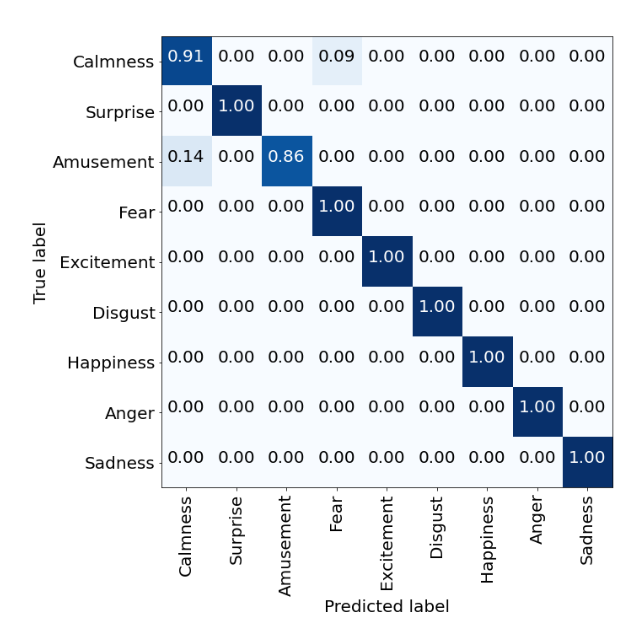 Calmness 0.91 0.00 0.00 0.09 0.00 0.00 0.00 0.00 0.00
Surprise 0.00 1.00 0.00 0.00 0.00 0.00 0.00 0.00 0.00
Amusement 0.14 0.00 0.86 0.00 0.00 0.00 0.00 0.00 0.00
Fear 0.00 0.00 0.00 1.00 0.00 0.00 0.00 0.00 0.00
Excitement 0.00 0.00 0.00 0.00 1.00 0.00 0.00 0.00 0.00
Disgust 0.00 0.00 0.00 0.00 0.00 1.00 0.00 0.00 0.00
Happiness 0.00 0.00 0.00 0.00 0.00 0.00 1.00 0.00 0.00
Anger 0.00 0.00 0.00 0.00 0.00 0.00 0.00 1.00 0.00
Sadness 0.00 0.00 0.00 0.00 0.00 0.00 0.00 0.00 1.00
True label
Calmness Surprise Amusement Fear Excitement Disgust Happiness Anger Sadness
Predicted label